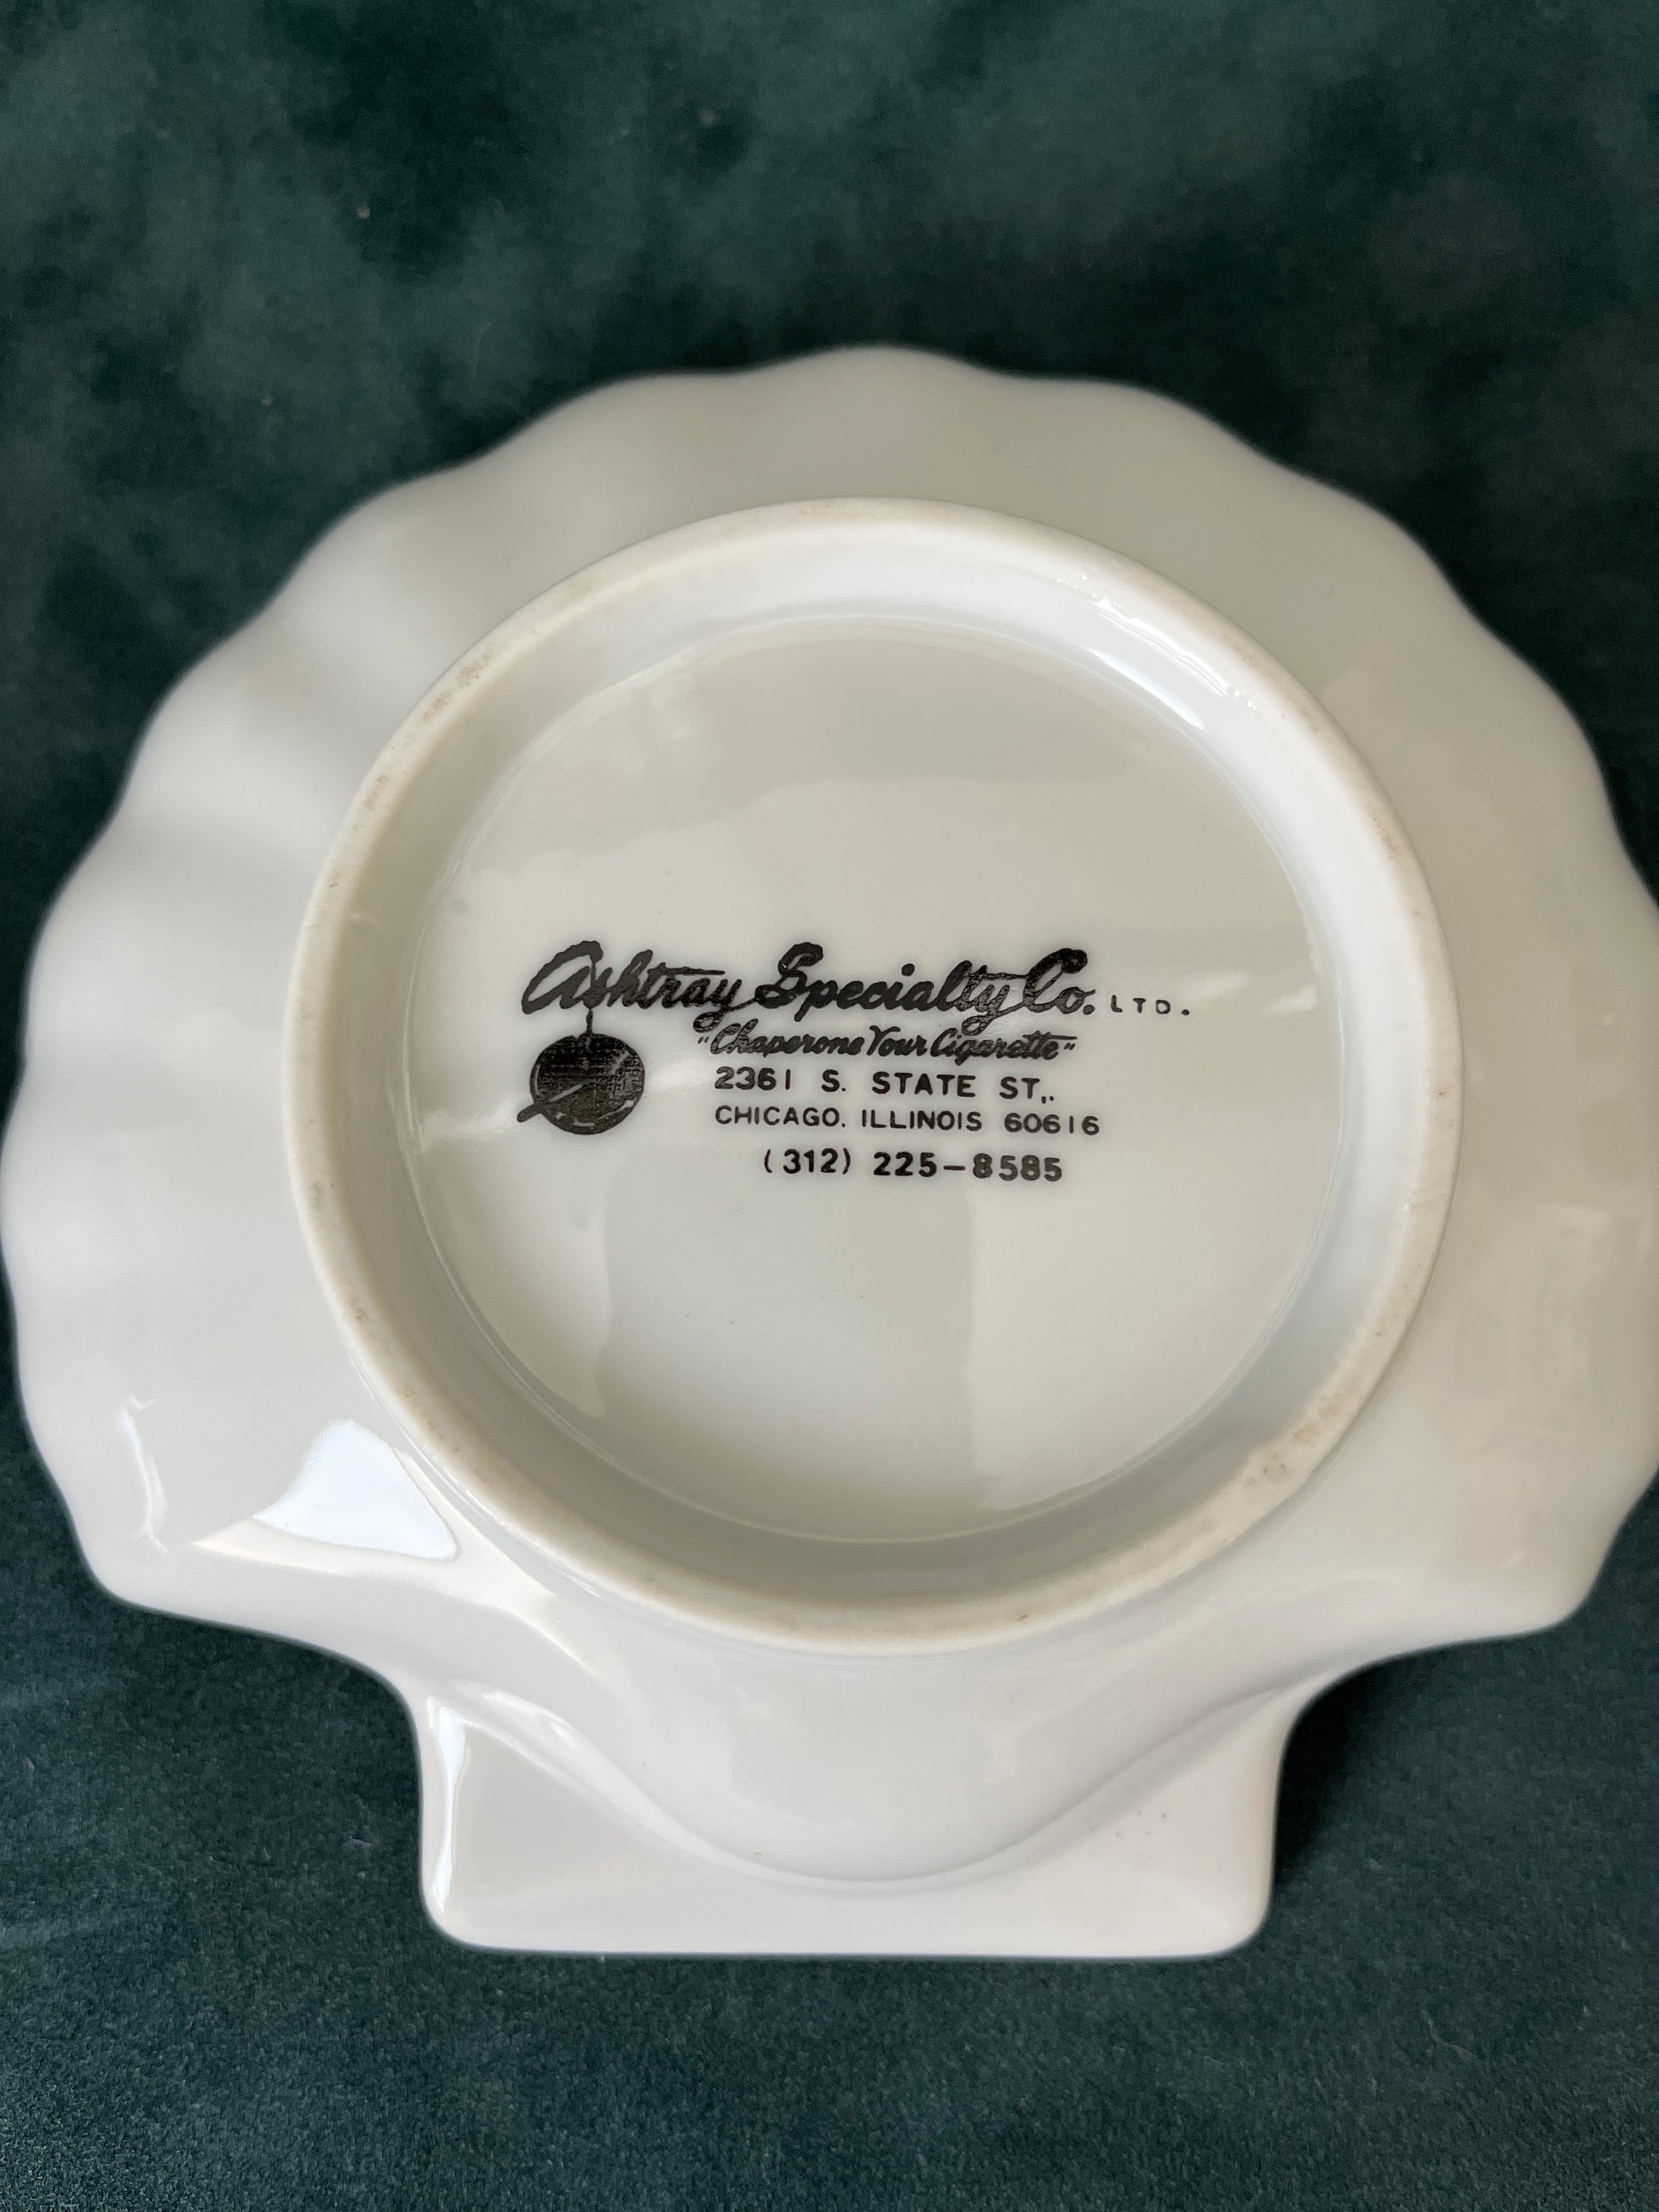 Ashtray Specialty Co. LTD.
"Chaperone Your Cigarette"
2361 S. STATE ST.,
CHICAGO. ILLINOIS 60616
(312) 225-8585